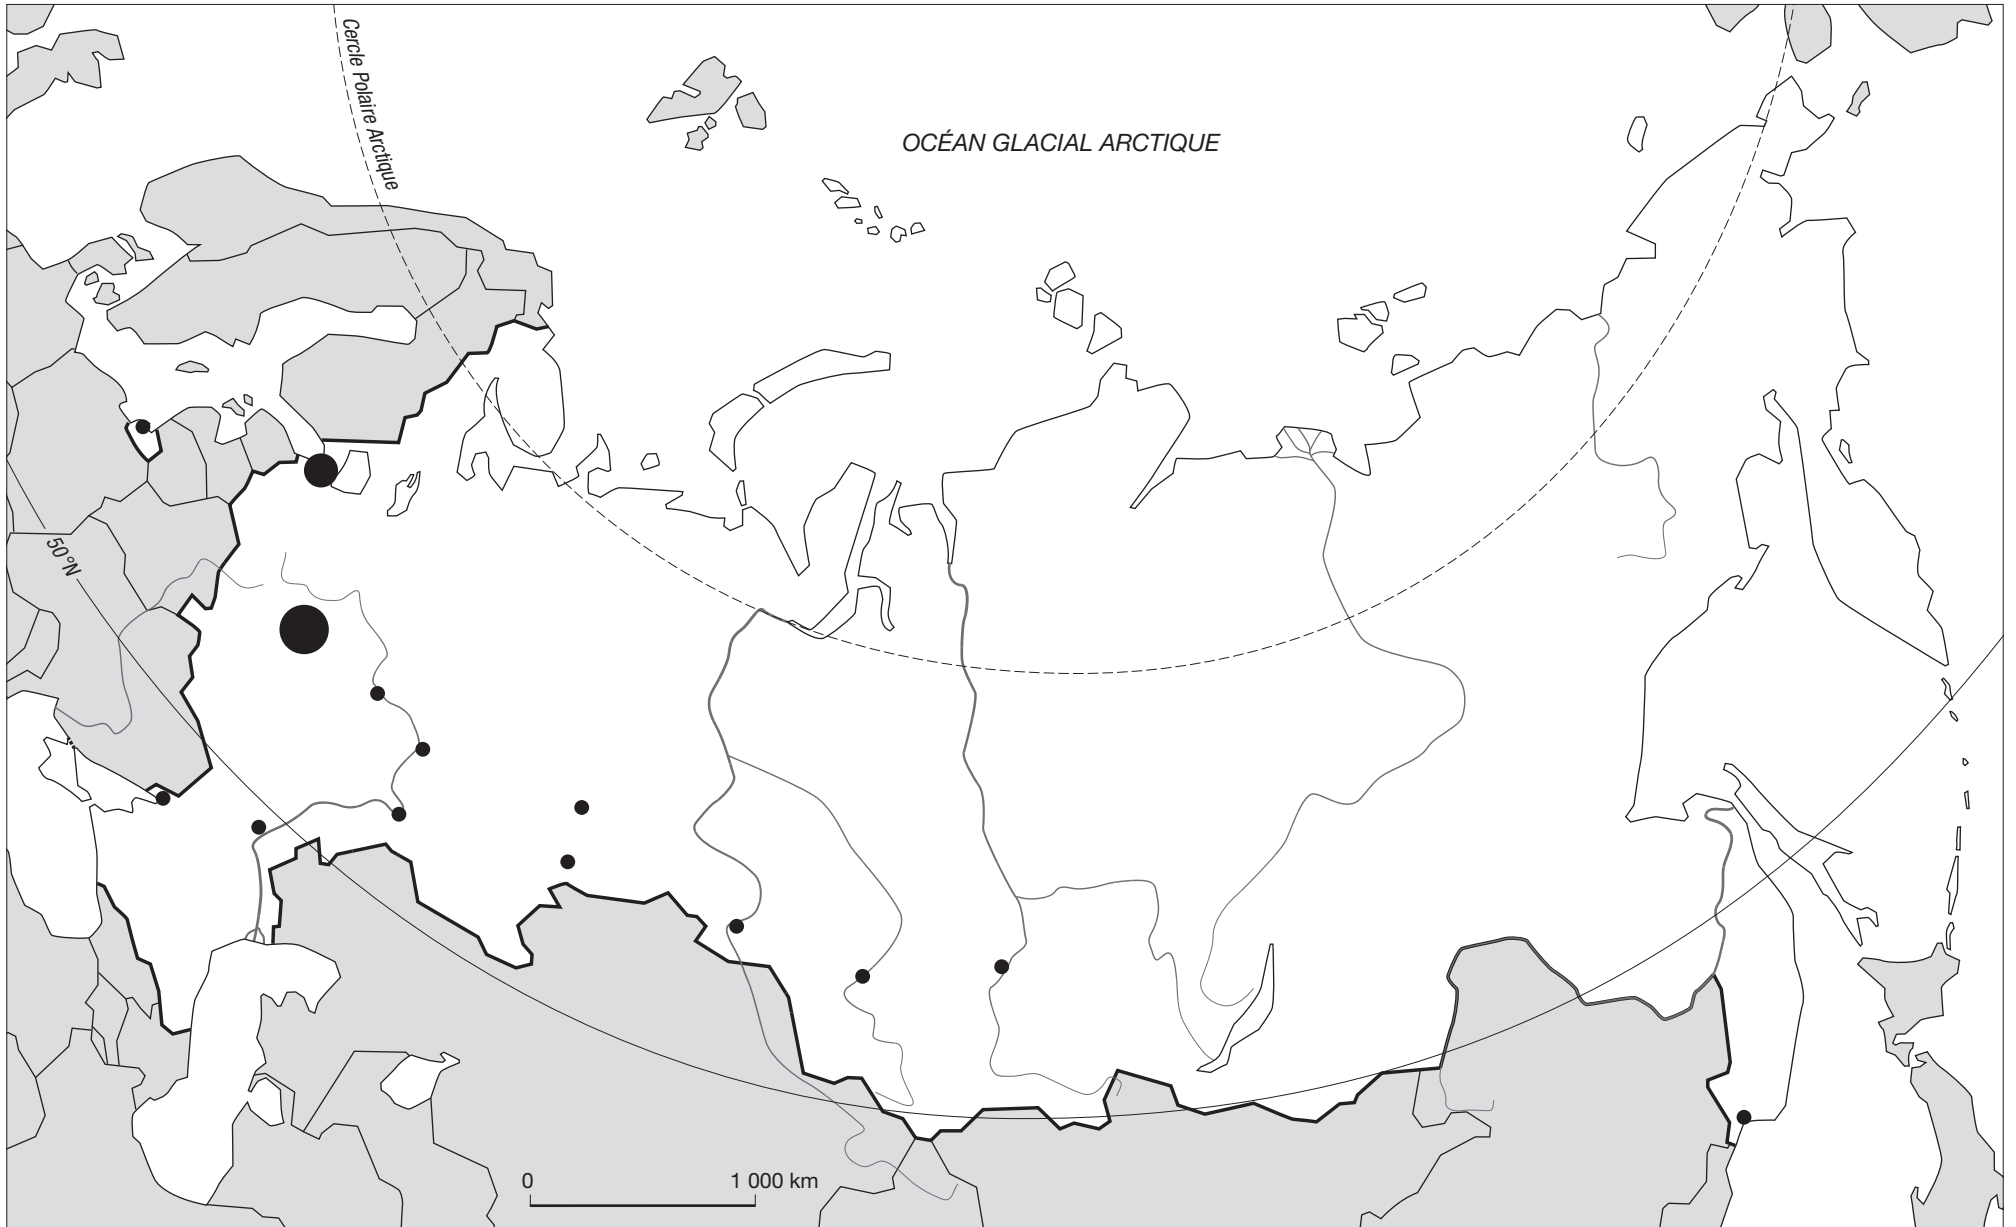 Cercle Polaire Arctique
OCÉAN GLACIAL ARCTIQUE
50°N
0 1 000 km